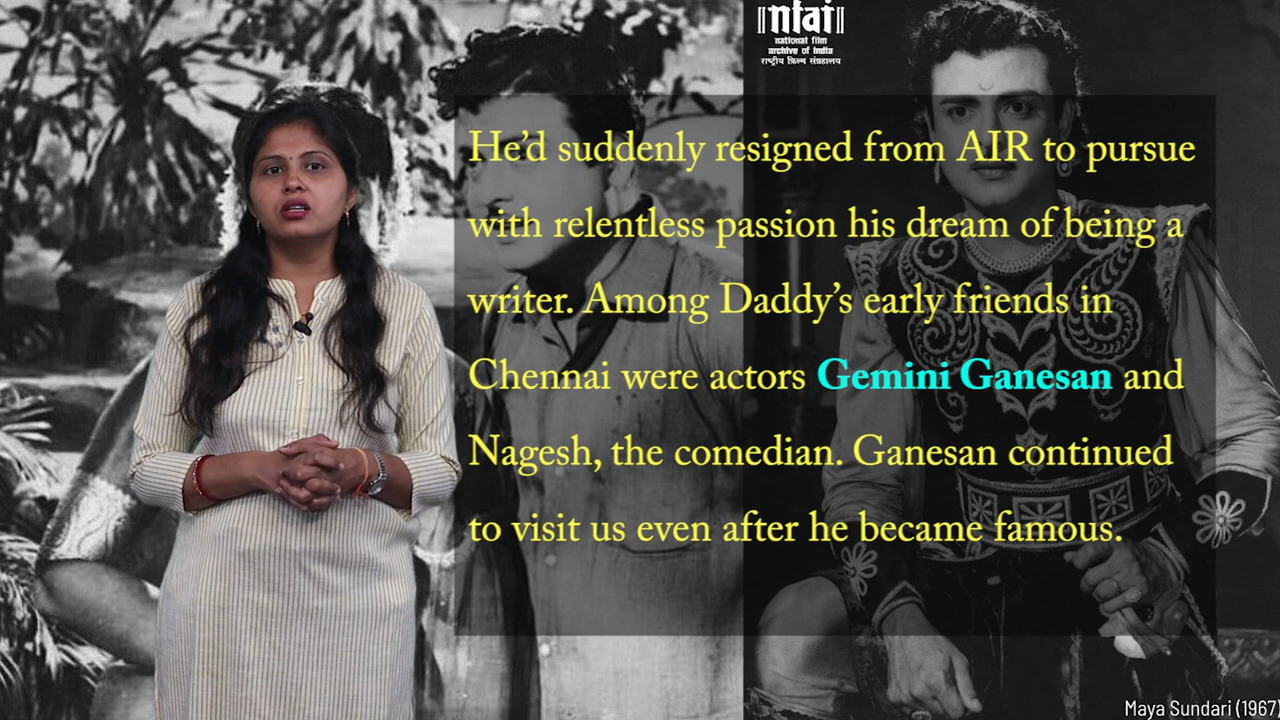 nfai
national film
archive of india
राष्ट्रीय फ़िल्म संग्रहालय
He'd suddenly resigned from AIR to pursue
with relentless passion his dream of being a
writer. Among Daddy's early friends in
Chennai were actors Gemini Ganesan and
Nagesh, the comedian. Ganesan continued
to visit us even after he became famous.
Maya Sundari (1967